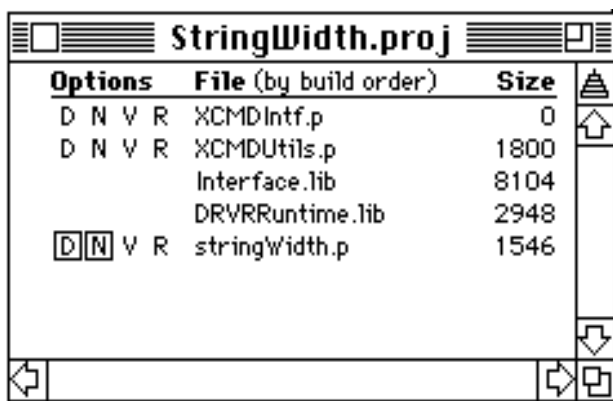 StringWidth.proj
Options File (by build order) Size
D N V R XCMDIntf.p 0
D N V R XCMDUtils.p 1800
Interface.lib 8104
DRVRRuntime.lib 2948
D N V R stringWidth.p 1546